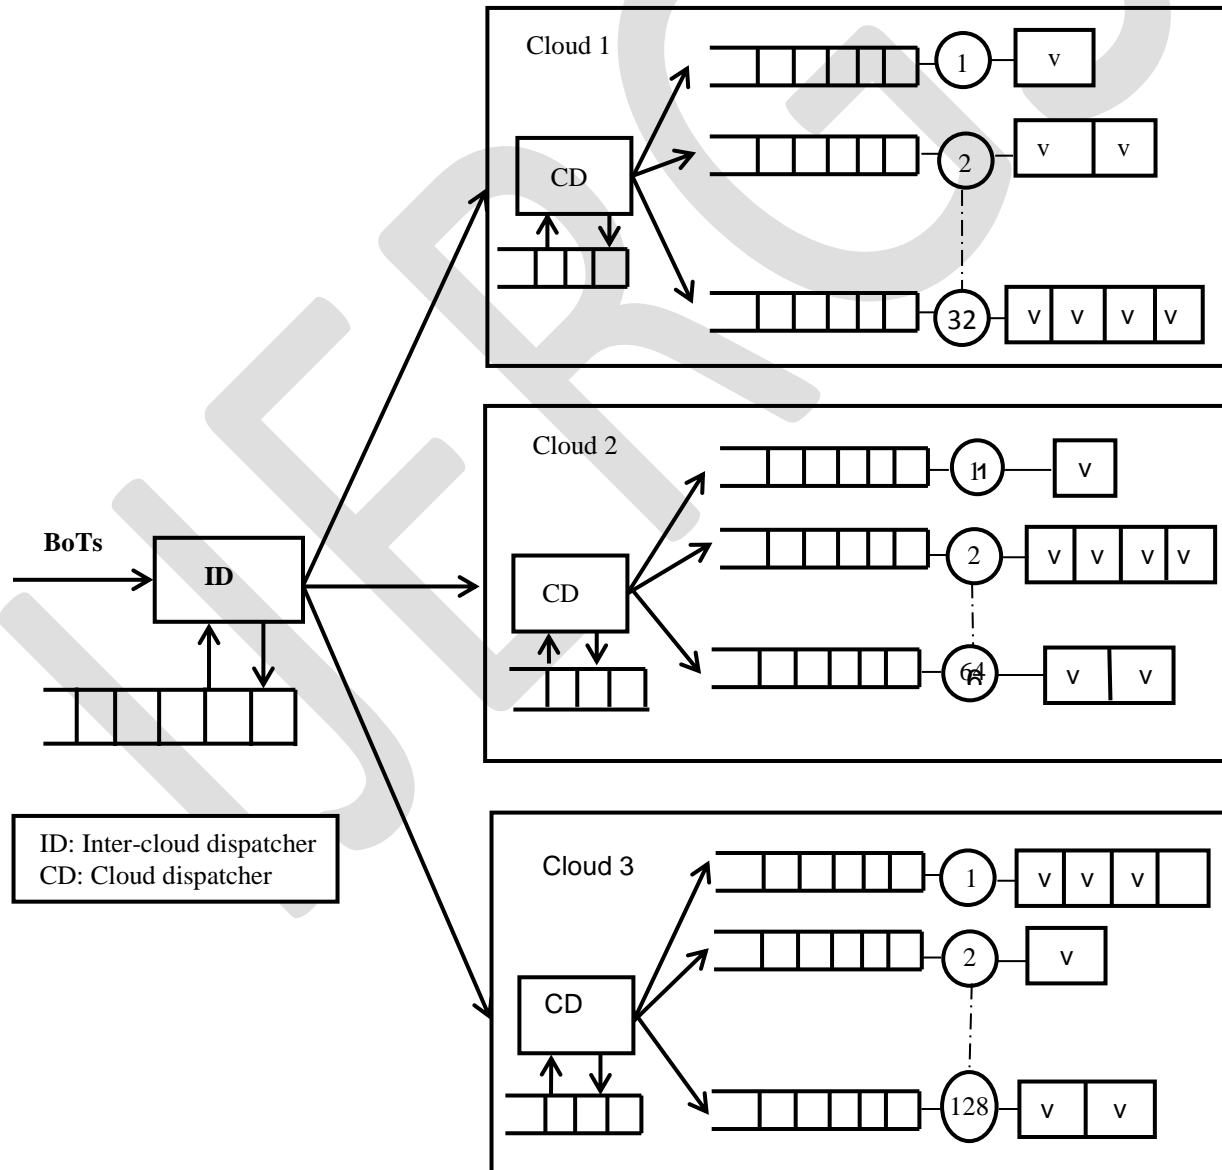 Cloud 1
1
v
2
v v
CD
32
v v v v
Cloud 2
v
2
v v v v
CD
64
v v
BoTs
ID
ID: Inter-cloud dispatcher
CD: Cloud dispatcher
Cloud 3
1
v v v
2
v
CD
128
v v